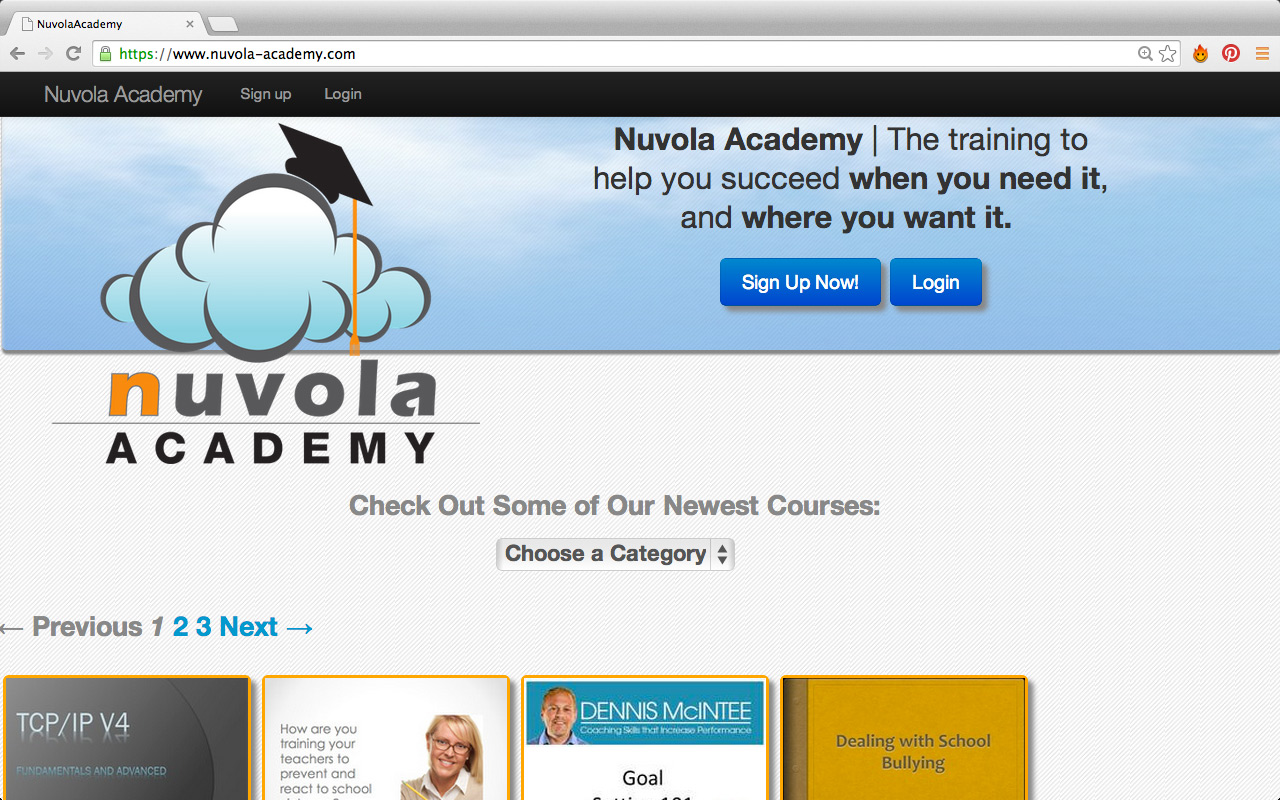 NuvolaAcademy
https://www.nuvola-academy.com
Nuvola Academy Sign up Login
Nuvola Academy | The training to
help you succeed when you need it,
and where you want it.
Sign Up Now! Login
nuvola
ACADEMY
Check Out Some of Our Newest Courses:
Choose a Category
← Previous 1 2 3 Next →
TCP/IP V4
FUNDAMENTALS AND ADVANCED
How are you
training your
teachers to
prevent and
react to school
DENNIS McINTEE
Coaching Skills that Increase Performance
Goal
Setting 101
Dealing with School
Bullying